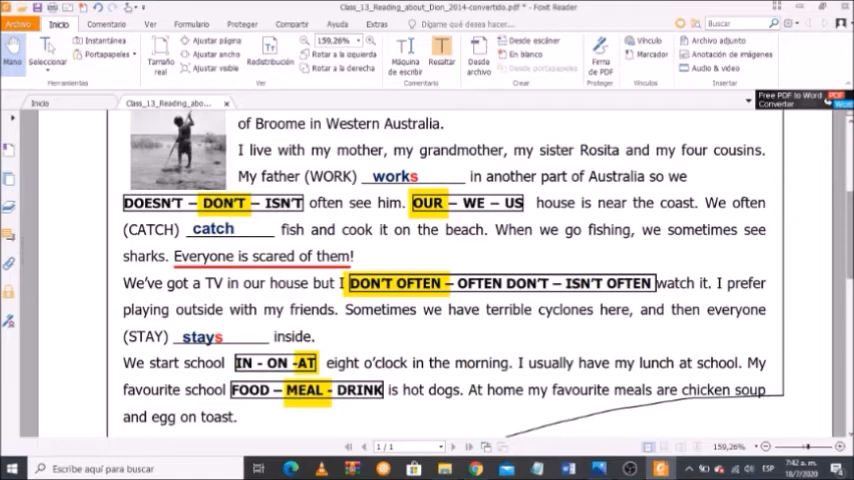 Class_13_Reading_about_Dion_2014-convertido.pdf * - Foxit Reader
Archivo Inicio Comentario Ver Formulario Proteger Compartir Ayuda Extras Dígame qué desea hacer... Buscar
Mano
Seleccionar
Instantánea
Portapapeles
Herramientas
Tamaño real
Ajustar página
Ajustar anchura
Ajustar visible
Redistribución
159,26%
Rotar a la izquierda
Rotar a la derecha
Ver
Máquina de escribir
Resaltar
Comentario
Desde archivo
Desde escáner
En blanco
Desde portapapeles
Crear
Firma de PDF
Proteger
Vínculo
Marcador
Vínculos
Archivo adjunto
Anotación de imágenes
Audio & video
Insertar
Inicio Class_13_Reading_abo...
Free PDF to Word Converter
of Broome in Western Australia.
I live with my mother, my grandmother, my sister Rosita and my four cousins.
My father (WORK) works in another part of Australia so we
DOESN'T – DON'T – ISN'T often see him. OUR – WE – US house is near the coast. We often
(CATCH) catch fish and cook it on the beach. When we go fishing, we sometimes see
sharks. Everyone is scared of them!
We've got a TV in our house but I DON'T OFTEN – OFTEN DON'T – ISN'T OFTEN watch it. I prefer
playing outside with my friends. Sometimes we have terrible cyclones here, and then everyone
(STAY) stays inside.
We start school IN - ON -AT eight o'clock in the morning. I usually have my lunch at school. My
favourite school FOOD – MEAL - DRINK is hot dogs. At home my favourite meals are chicken soup
and egg on toast.
1 / 1 159,26%
Escribe aquí para buscar ESP 7:42 a. m.
18/7/2020